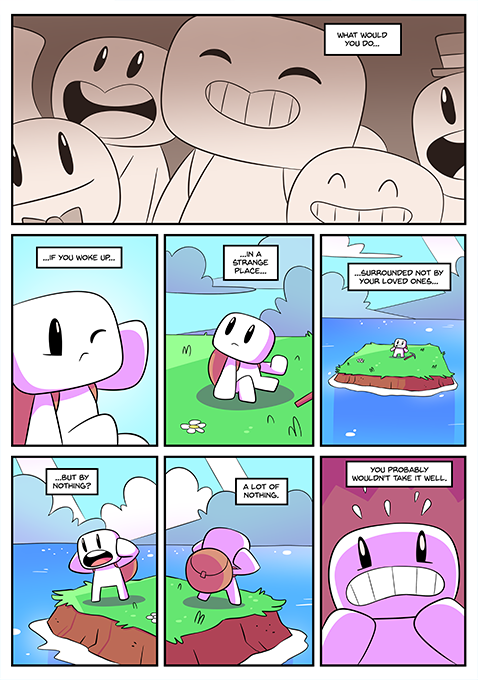 WHAT WOULD
YOU DO...
...IF YOU WOKE UP...
...IN A
STRANGE
PLACE...
...SURROUNDED NOT BY
YOUR LOVED ONES...
...BUT BY
NOTHING?
A LOT OF
NOTHING.
YOU PROBABLY
WOULDN'T TAKE IT WELL.